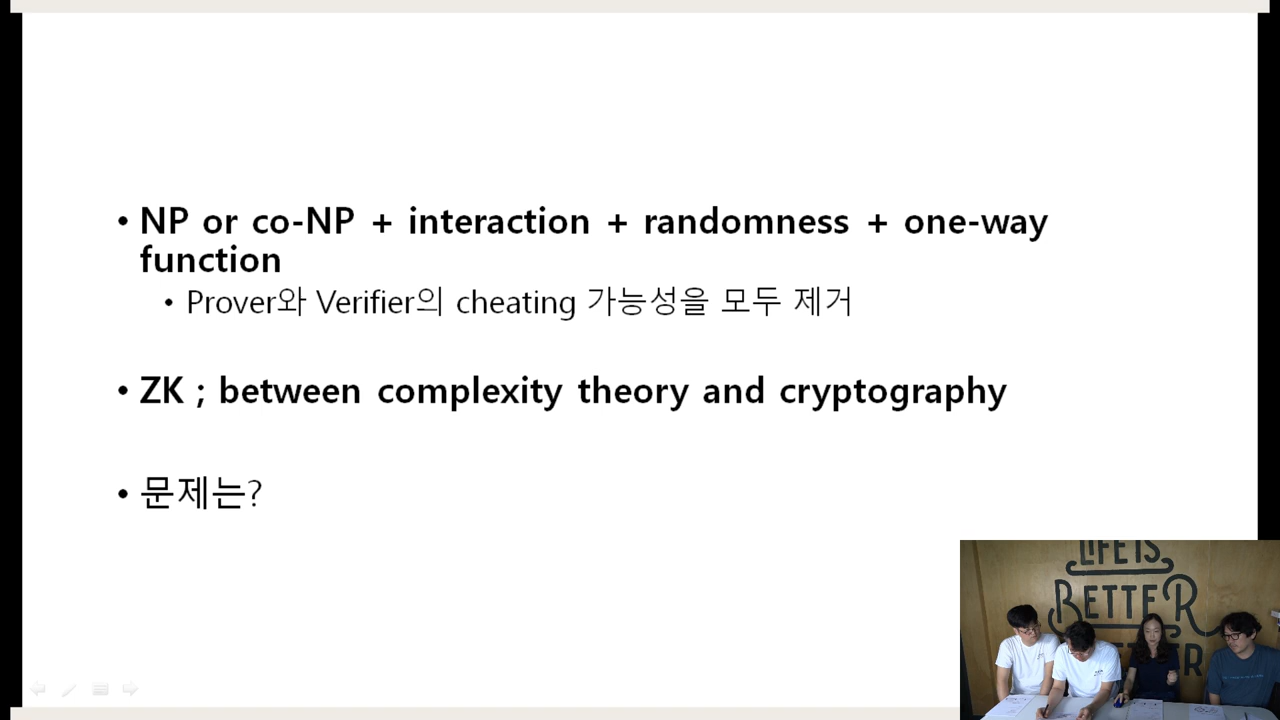 • NP or co-NP + interaction + randomness + one-way
function
• Prover와 Verifier의 cheating 가능성을 모두 제거
• ZK ; between complexity theory and cryptography
• 문제는?
LIFE IS
BETTER